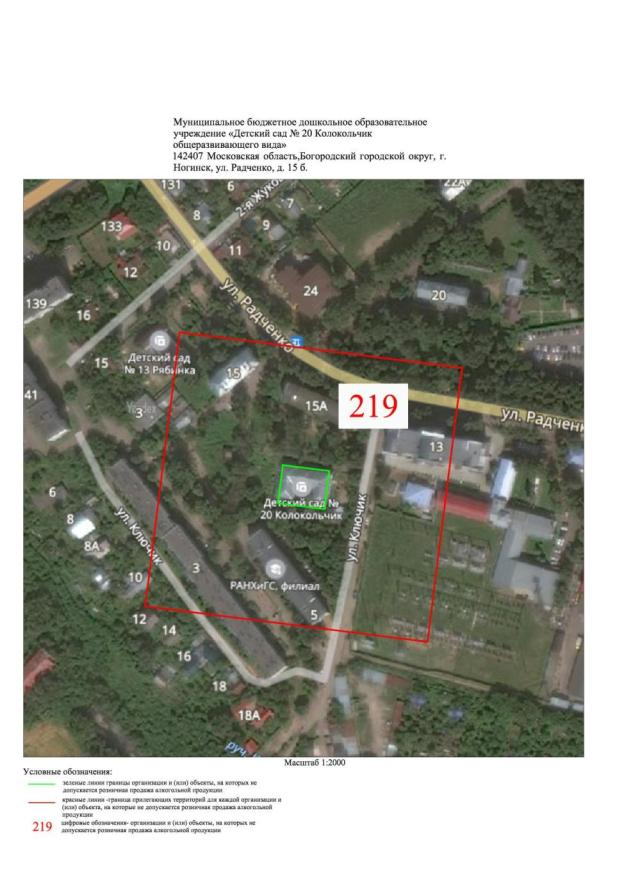 Муниципальное бюджетное дошкольное образовательное
учреждение «Детский сад № 20 Колокольчик
общеразвивающего вида»
142407 Московская область,Богородский городской округ, г.
Ногинск, ул. Радченко, д. 15 б.
131
6
2-я Жуко
22А
8
7
133
9
10
11
12
24
20
139
16
ул. Радченко
15
Детский сад
№ 13 Рябинка
15
41
3
15А
219
ул. Радченк
13
6
Детский сад №
20 Колокольчик
8
ул. Ключик
ул. Ключик
8А
3
10
РАНХиГС, филиал
5
12
14
16
18
18А
руч
Масштаб 1:2000
Условные обозначения:
зеленые линии границы организации и (или) объекты, на которых не
допускается розничная продажа алкогольной продукции
красные линии -граница прилегающих территорий для каждой организации и
(или) объекта, на которые не допускается розничная продажа алкогольной
продукции
219 цифровые обозначения- организации и (или) объекты, на которых не
допускается розничная продажа алкогольной продукции